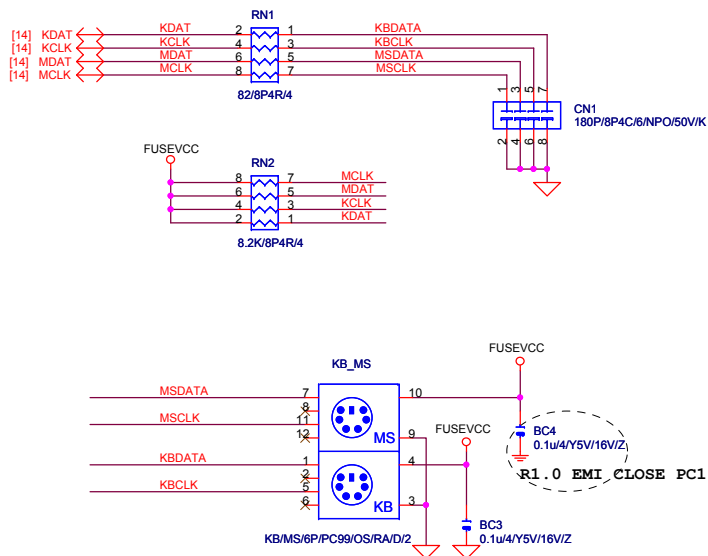 RN1
[14] KDAT KDAT 2 1 KBDATA
[14] KCLK KCLK 4 3 KBCLK
[14] MDAT MDAT 6 5 MSDATA
[14] MCLK MCLK 8 7 MSCLK
82/8P4R/4
1 3 5 7
CN1
180P/8P4C/6/NPO/50V/K
2 4 6 8
FUSEVCC
RN2
8 7 MCLK
6 5 MDAT
4 3 KCLK
2 1 KDAT
8.2K/8P4R/4
FUSEVCC
KB_MS
MSDATA 7 10
8
MSCLK 11
12 MS 9
FUSEVCC
BC4
0.1u/4/Y5V/16V/Z
KBDATA 1 4
2
KBCLK 5
6 KB 3
R1.0 EMI CLOSE PC1
BC3
0.1u/4/Y5V/16V/Z
KB/MS/6P/PC99/OS/RA/D/2